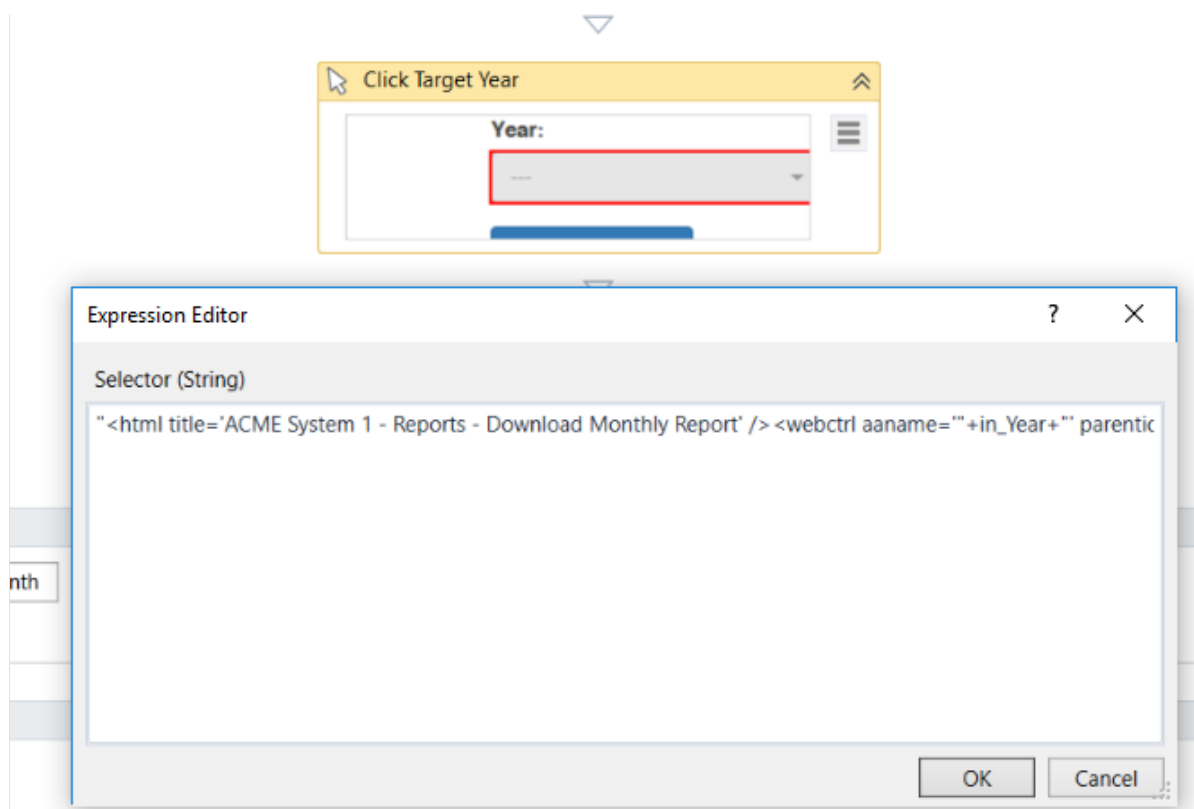 Click Target Year
Year:
---
Expression Editor
?
Selector (String)
"<html title='ACME System 1 - Reports - Download Monthly Report' /><webctrl aaname='"+in_Year+"' parentic
nth
OK
Cancel